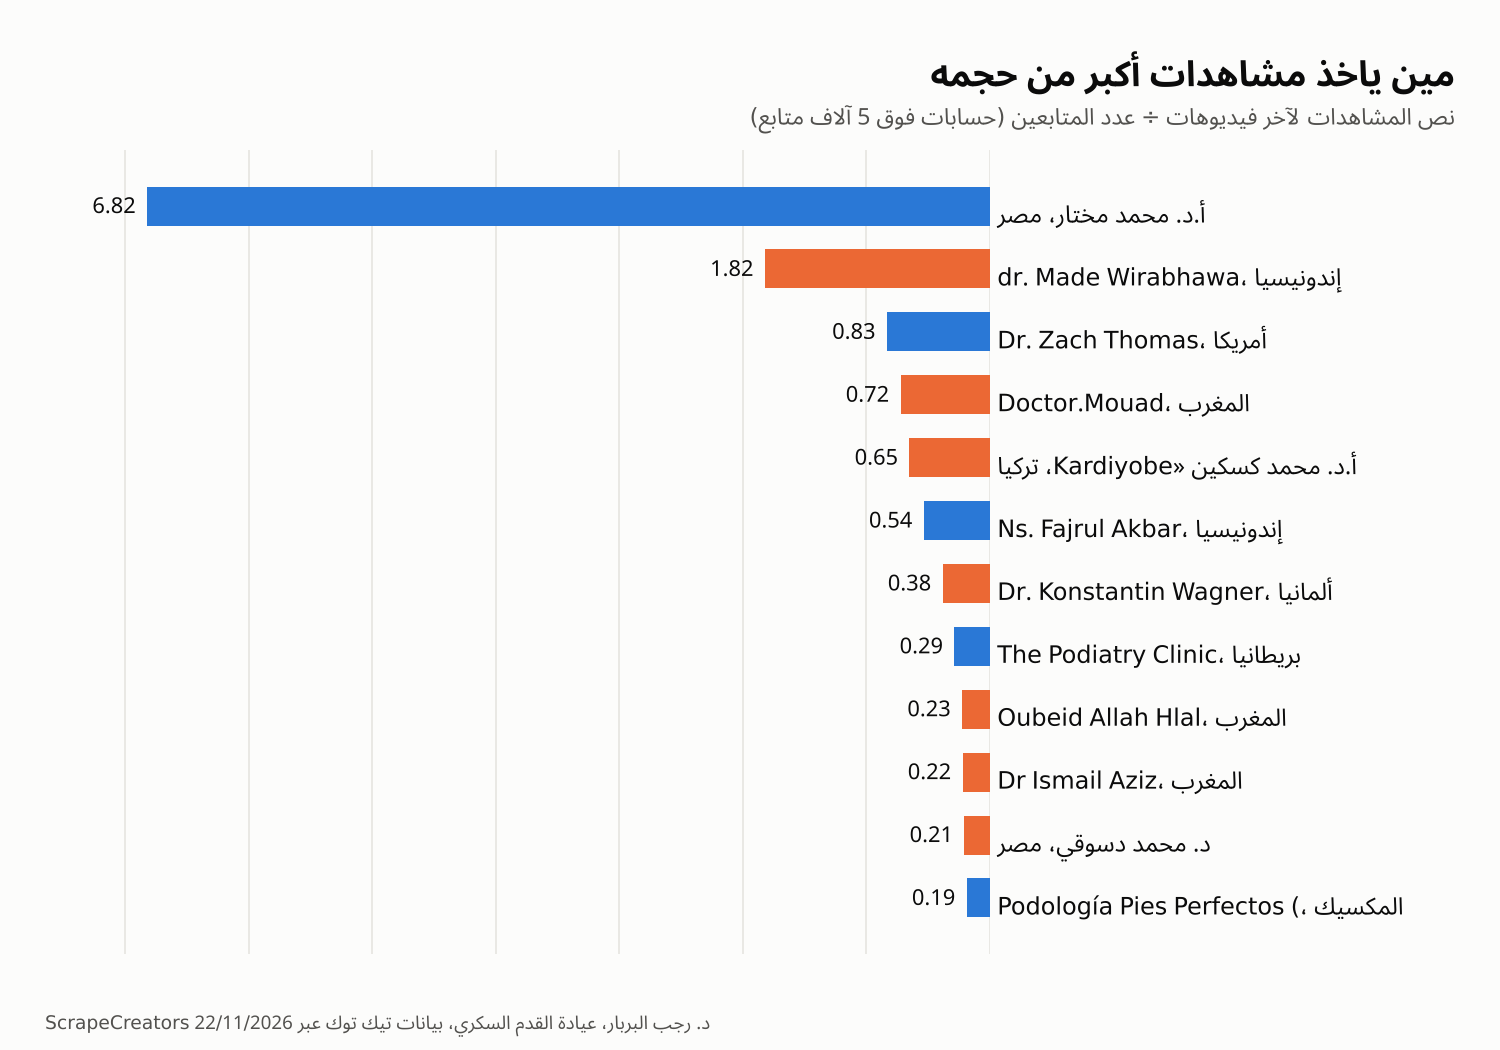 مين ياخذ مشاهدات أكبر من حجمه
نص المشاهدات لآخر فيديوهات ÷ عدد المتابعين (حسابات فوق 5 آلاف متابع)
أ.د. محمد مختار، مصر 6.82
dr. Made Wirabhawa، إندونيسيا 1.82
Dr. Zach Thomas، أمريكا 0.83
Doctor.Mouad، المغرب 0.72
أ.د. محمد كسكين «Kardiyobe، تركيا 0.65
Ns. Fajrul Akbar، إندونيسيا 0.54
Dr. Konstantin Wagner، ألمانيا 0.38
The Podiatry Clinic، بريطانيا 0.29
Oubeid Allah Hlal، المغرب 0.23
Dr Ismail Aziz، المغرب 0.22
د. محمد دسوقي، مصر 0.21
Podología Pies Perfectos (، المكسيك 0.19
د. رجب البربار، عيادة القدم السكري، بيانات تيك توك عبر ScrapeCreators 22/11/2026